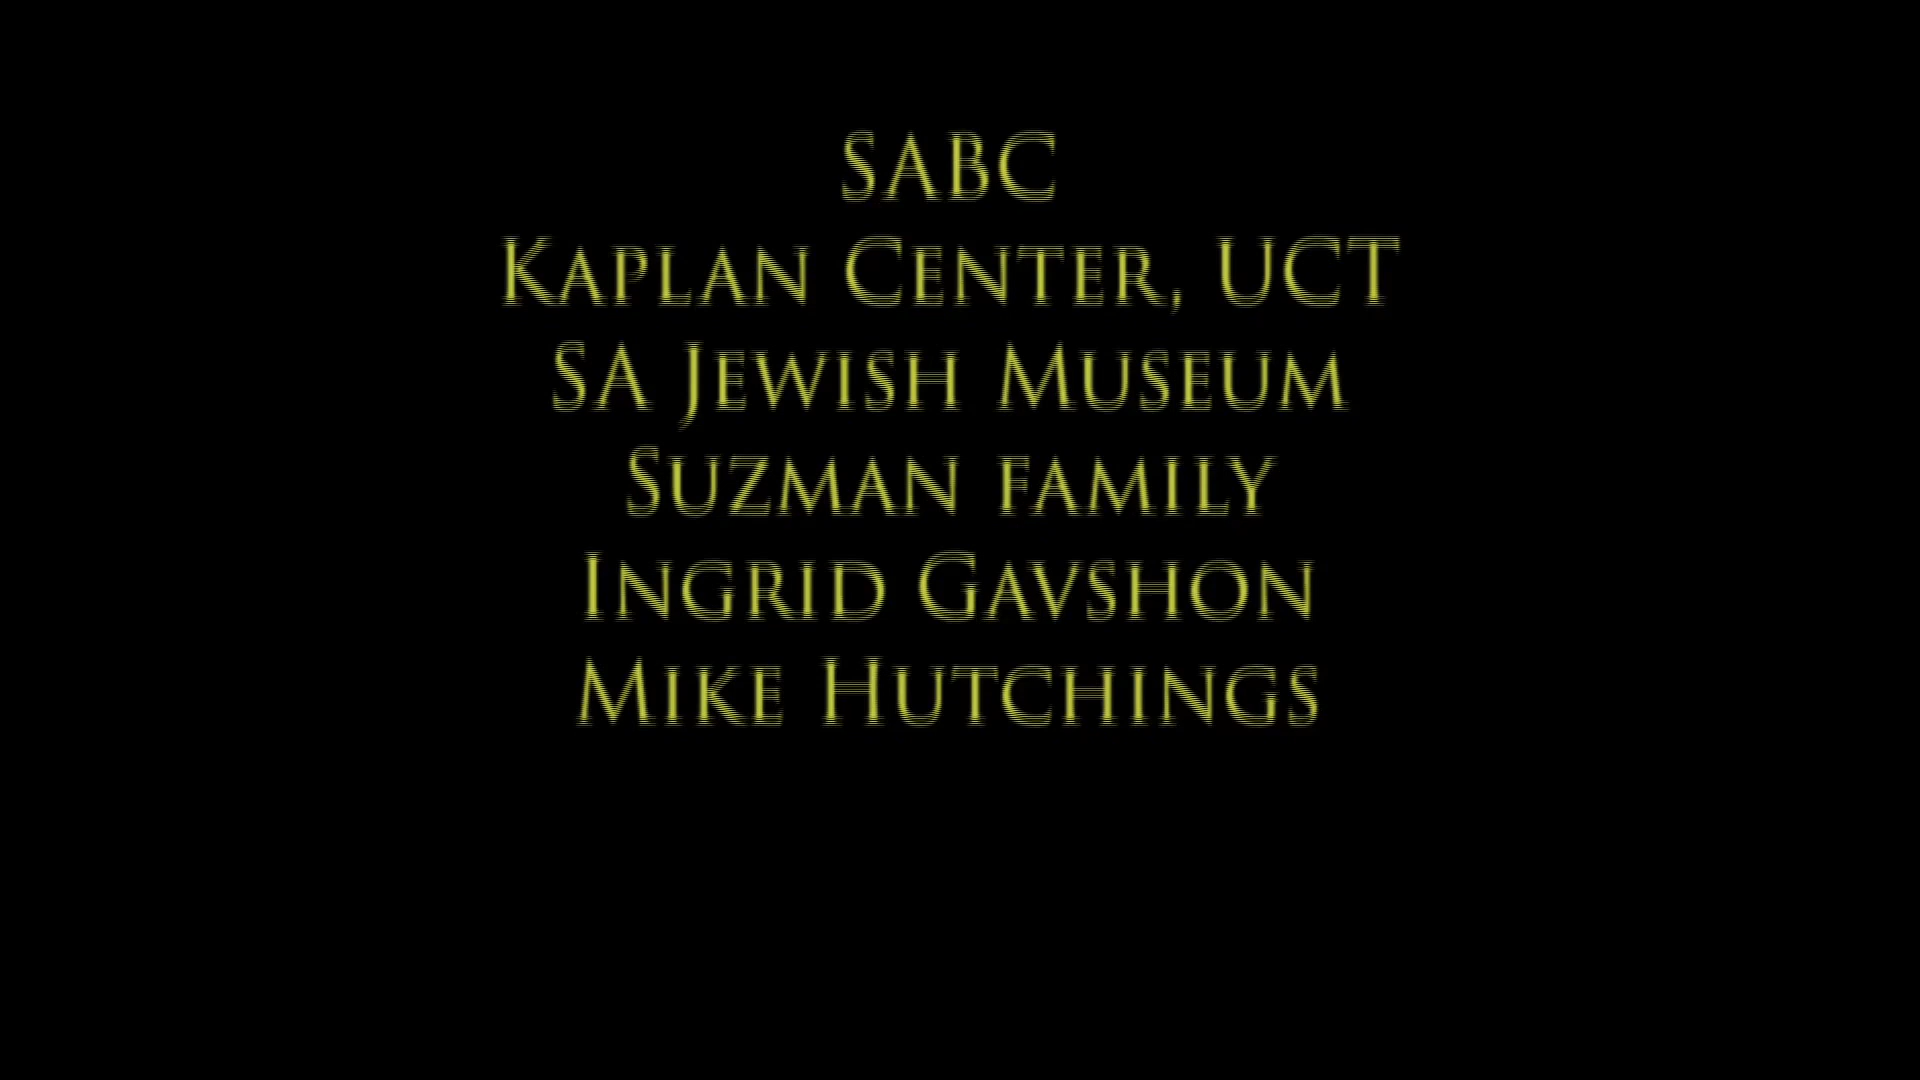 SABC
Kaplan Center, UCT
SA Jewish Museum
Suzman family
Ingrid Gavshon
Mike Hutchings